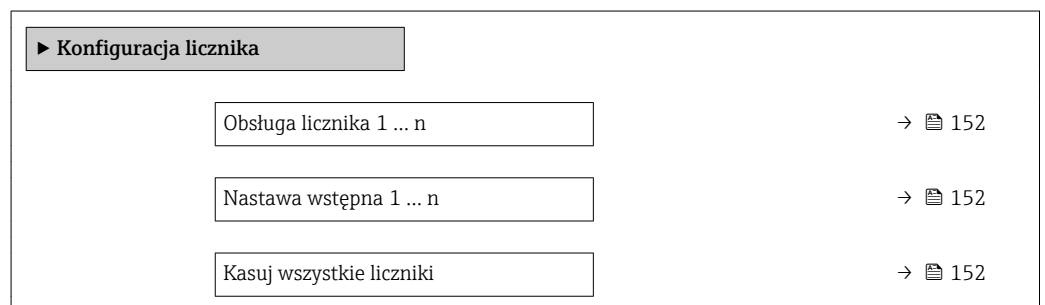 ▶ Konfiguracja licznika
Obsługa licznika 1 … n → 152
Nastawa wstępna 1 … n → 152
Kasuj wszystkie liczniki → 152